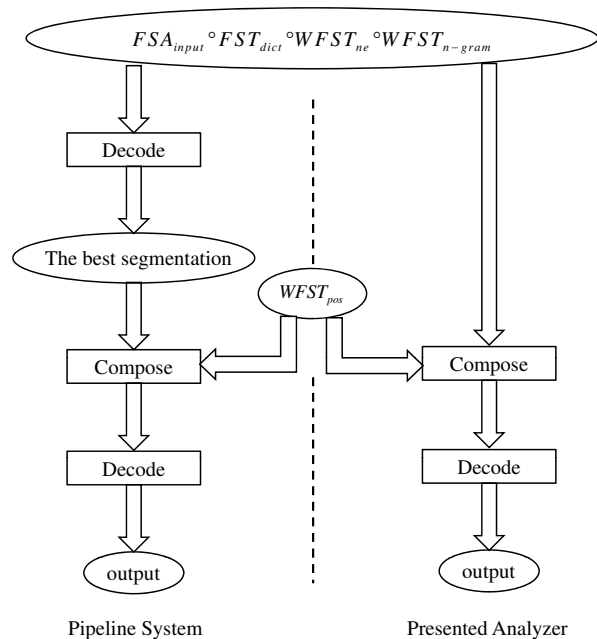 FSA_input ∘ FST_dict ∘ WFST_ne ∘ WFST_n-gram
Decode
The best segmentation
WFST_pos
Compose
Compose
Decode
Decode
output
output
Pipeline System
Presented Analyzer